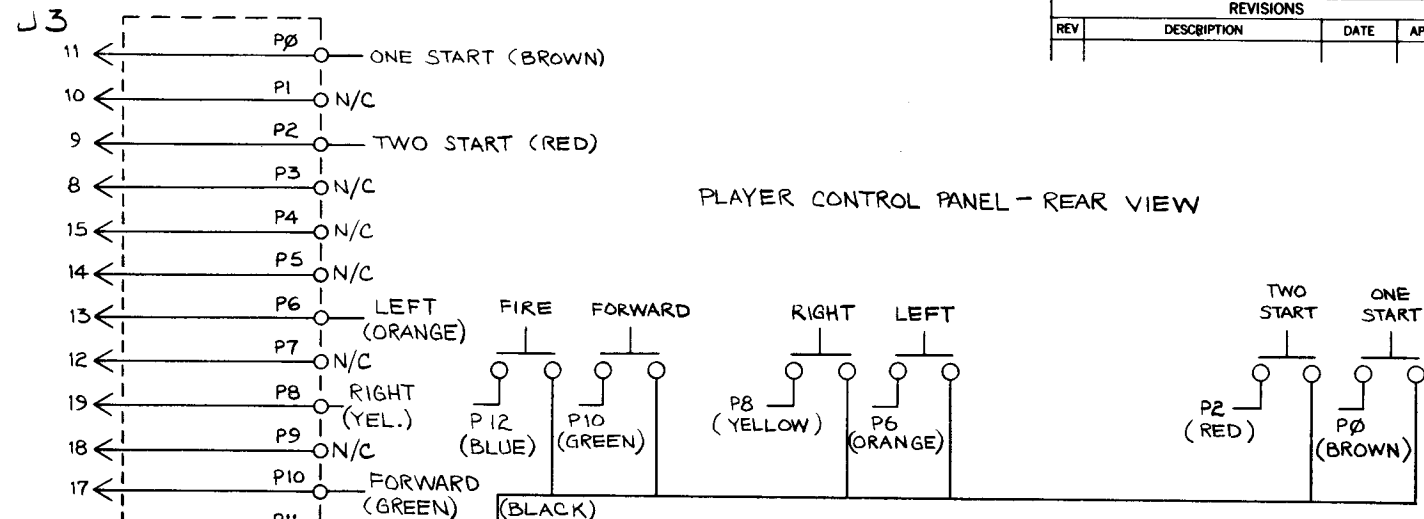 J3
REVISIONS
REV DESCRIPTION DATE
11 PØ ONE START (BROWN)
10 P1 N/C
9 P2 TWO START (RED)
8 P3 N/C
15 P4 N/C
14 P5 N/C
13 P6 LEFT
(ORANGE)
12 P7 N/C
19 P8 RIGHT
(YEL.)
18 P9 N/C
17 P10 FORWARD
(GREEN)
P11
PLAYER CONTROL PANEL - REAR VIEW
FIRE FORWARD RIGHT LEFT TWO
START ONE
START
P12
(BLUE)
P10
(GREEN)
P8
(YELLOW)
P6
(ORANGE)
P2
(RED)
PØ
(BROWN)
(BLACK)